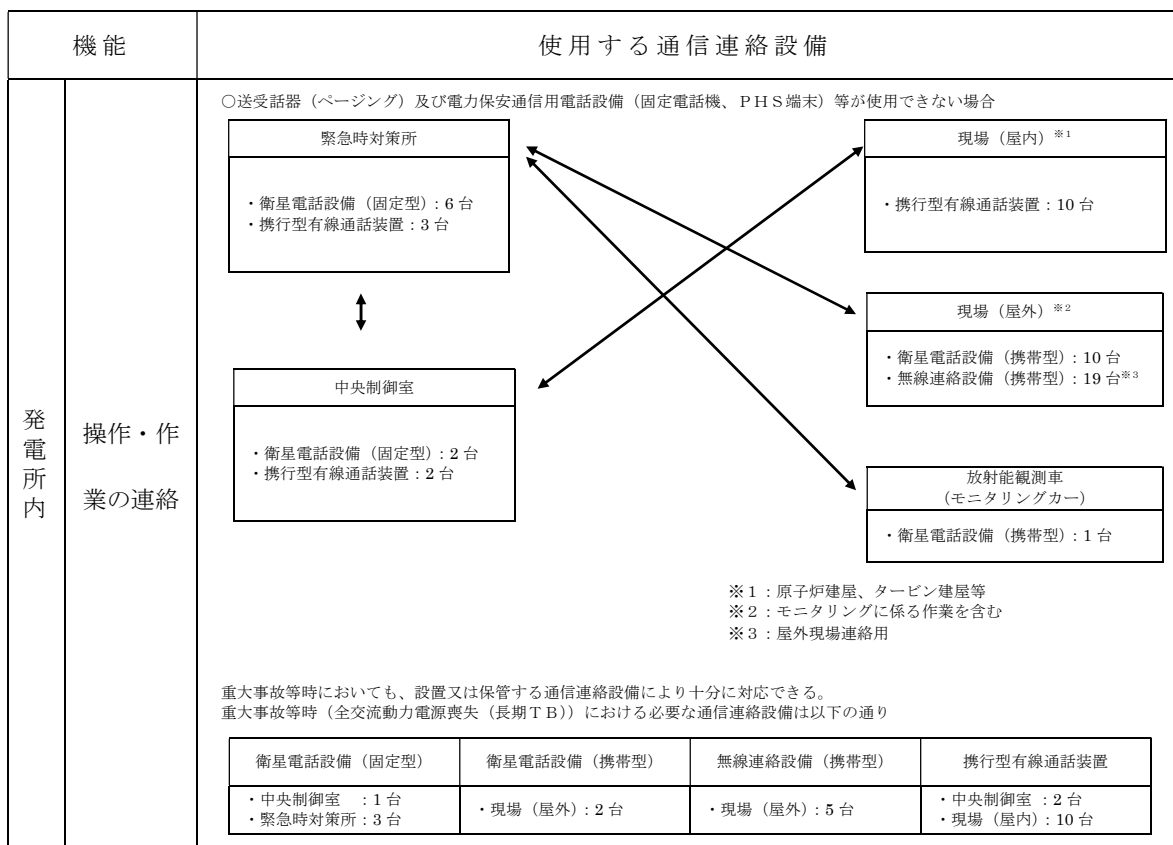 機能
使用する通信連絡設備
発電所内
操作・作
業の連絡
○送受話器（ページング）及び電力保安通信用電話設備（固定電話機、ＰＨＳ端末）等が使用できない場合
緊急時対策所
・衛星電話設備（固定型）：6 台
・携行型有線通話装置：3 台
中央制御室
・衛星電話設備（固定型）：2 台
・携行型有線通話装置：2 台
現場（屋内）※1
・携行型有線通話装置：10 台
現場（屋外）※2
・衛星電話設備（携帯型）：10 台
・無線連絡設備（携帯型）：19 台※3
放射能観測車
（モニタリングカー）
・衛星電話設備（携帯型）：1 台
※１：原子炉建屋、タービン建屋等
※２：モニタリングに係る作業を含む
※３：屋外現場連絡用
重大事故等時においても、設置又は保管する通信連絡設備により十分に対応できる。
重大事故等時（全交流動力電源喪失（長期ＴＢ））における必要な通信連絡設備は以下の通り
衛星電話設備（固定型）
衛星電話設備（携帯型）
無線連絡設備（携帯型）
携行型有線通話装置
・中央制御室　：1 台
・緊急時対策所：3 台
・現場（屋外）：2 台
・現場（屋外）：5 台
・中央制御室 ：2 台
・現場（屋内）：10 台